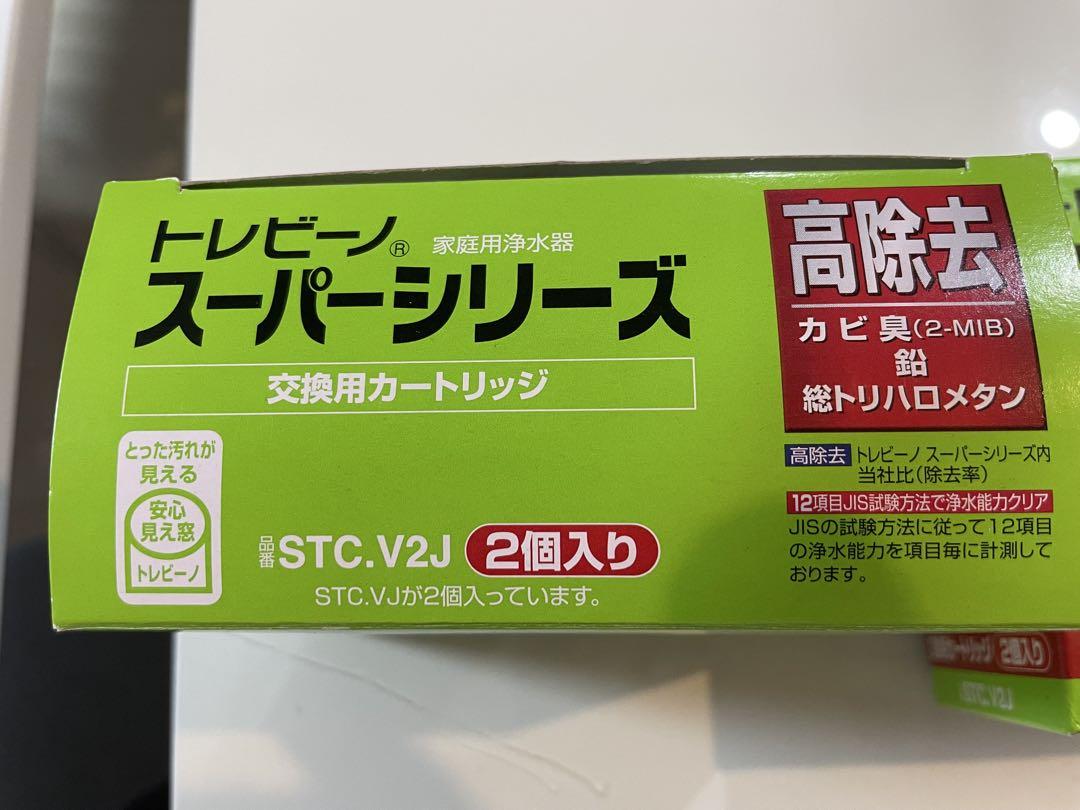 トレビーノ® 家庭用浄水器
スーパーシリーズ
交換用カートリッジ
とった汚れが
見える
安心
見え窓
トレビーノ
品番 STC.V2J 2個入り
STC.VJが2個入っています。
高除去
カビ臭(2-MIB)
鉛
総トリハロメタン
高除去 トレビーノ スーパーシリーズ内
当社比(除去率)
12項目JIS試験方法で浄水能力クリア
JISの試験方法に従って12項目
の浄水能力を項目毎に計測して
おります。
カートリッジ 2個入り
STC.V2J